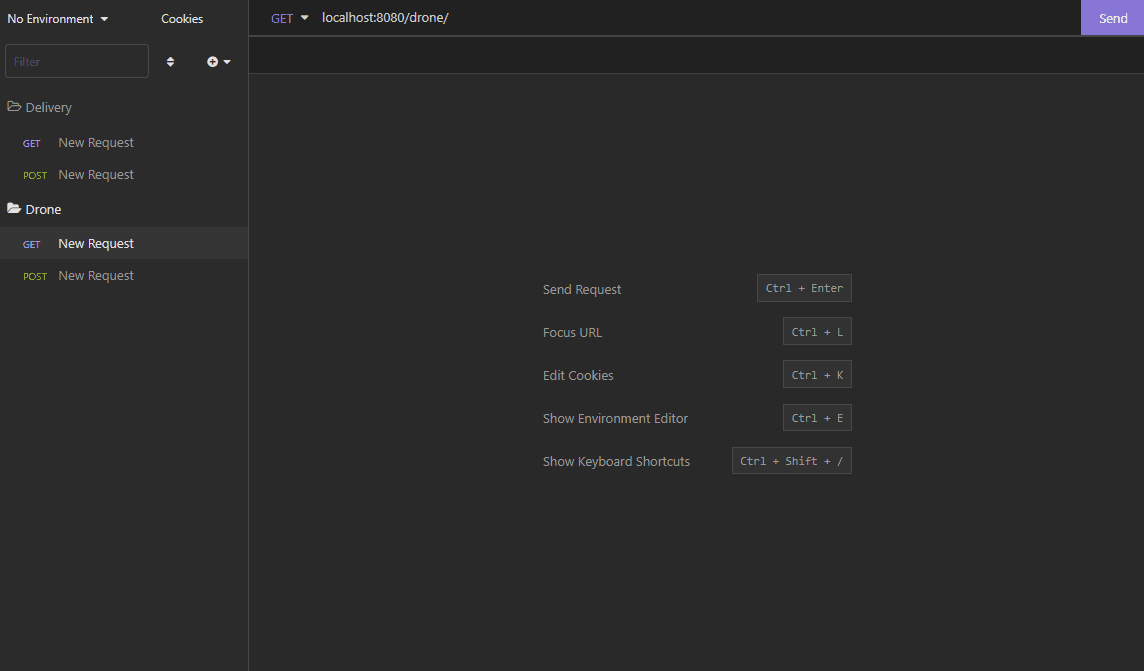 No Environment
Cookies
GET localhost:8080/drone/
Send
Filter
Delivery
GET New Request
POST New Request
Drone
GET New Request
POST New Request
Send Request Ctrl + Enter
Focus URL Ctrl + L
Edit Cookies Ctrl + K
Show Environment Editor Ctrl + E
Show Keyboard Shortcuts Ctrl + Shift + /